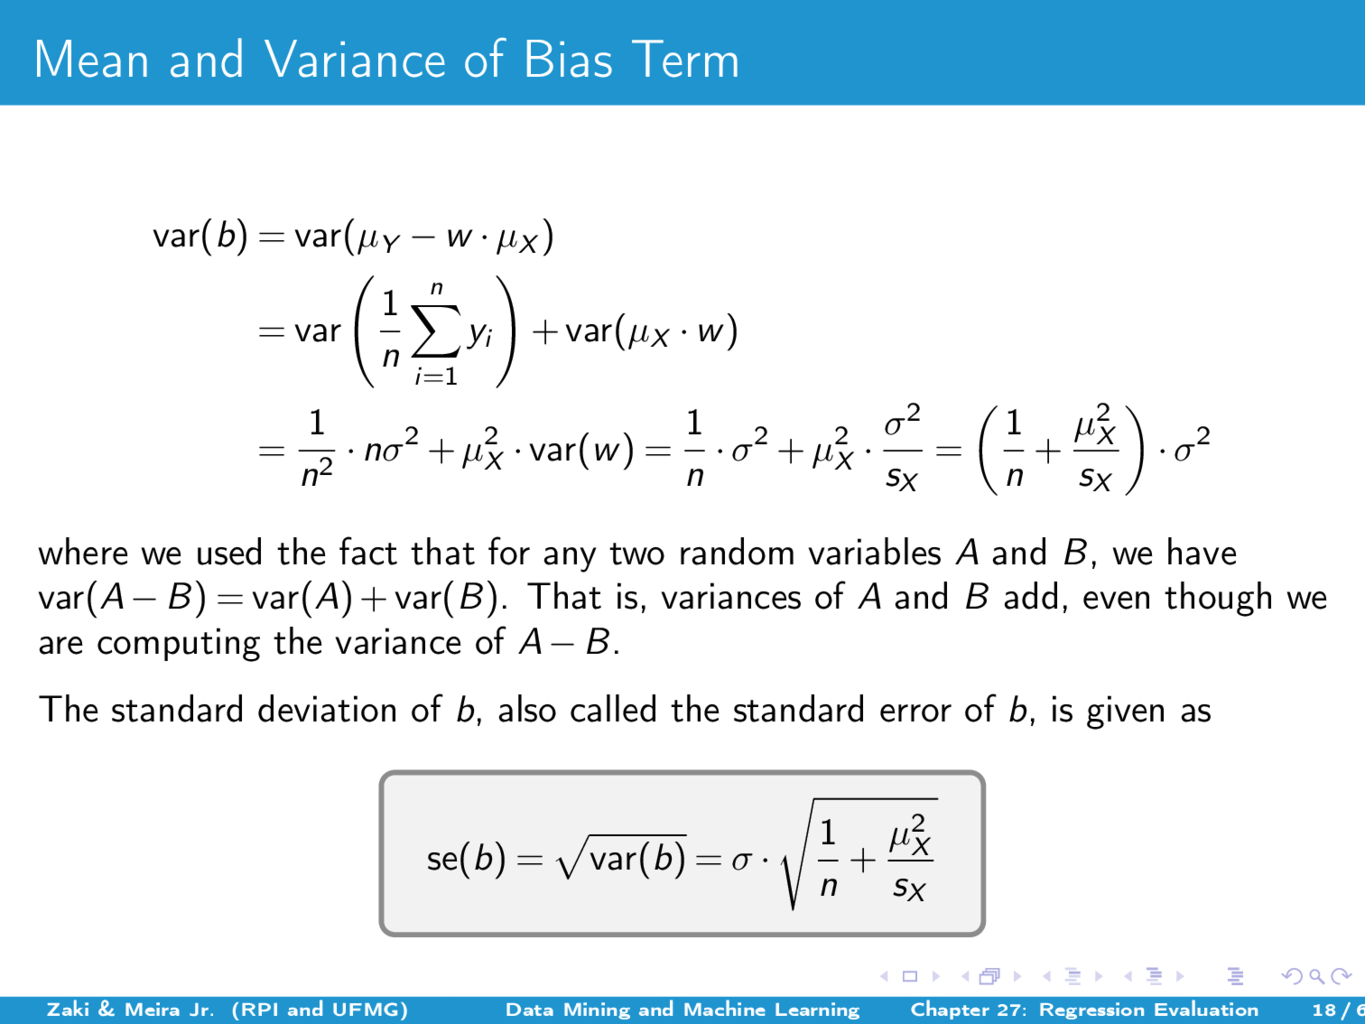 Mean and Variance of Bias Term
var(b) = var(μ_Y − w · μ_X)
= var(1/n ∑_{i=1}^{n} y_i) + var(μ_X · w)
= 1/n² · nσ² + μ_X² · var(w) = 1/n · σ² + μ_X² · σ²/s_X = (1/n + μ_X²/s_X) · σ²
where we used the fact that for any two random variables A and B, we have
var(A − B) = var(A) + var(B). That is, variances of A and B add, even though we
are computing the variance of A − B.
The standard deviation of b, also called the standard error of b, is given as
se(b) = √var(b) = σ · √(1/n + μ_X²/s_X)
Zaki & Meira Jr. (RPI and UFMG) Data Mining and Machine Learning Chapter 27: Regression Evaluation 18 / 6